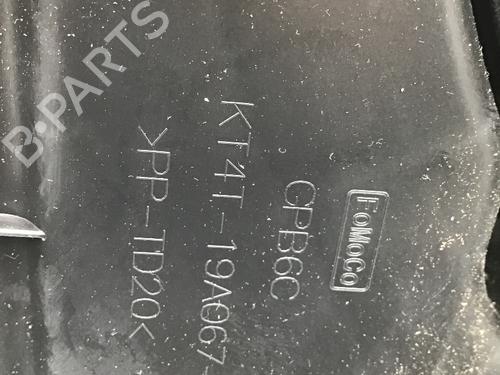 FoMoCo
CPB6C
KT4T-19A067
>PP-TD20<
B-PARTS